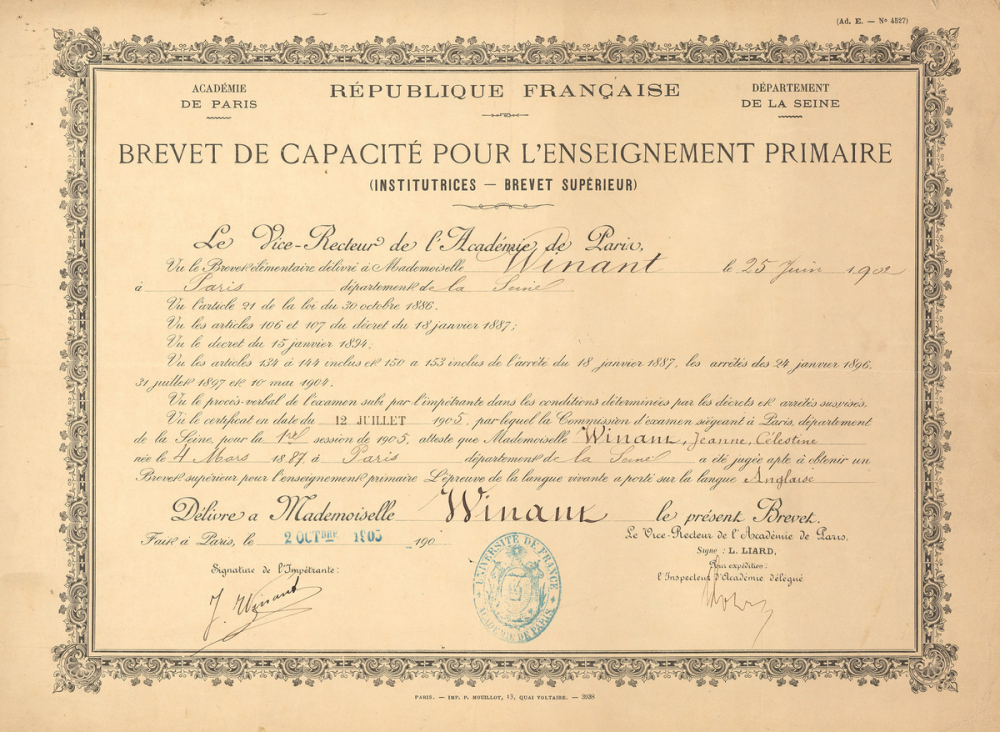 (Ad. E. — Nº 4527)
ACADÉMIE
DE PARIS
RÉPUBLIQUE FRANÇAISE
DÉPARTEMENT
DE LA SEINE
BREVET DE CAPACITÉ POUR L'ENSEIGNEMENT PRIMAIRE
(INSTITUTRICES — BREVET SUPÉRIEUR)
Le Vice-Recteur de l'Académie de Paris,
Vu le Brevet élémentaire délivré à Mademoiselle Winant le 25 Juin 1902
à Paris département de la Seine
Vu l'article 21 de la loi du 30 octobre 1886.
Vu les articles 106 et 107 du décret du 18 janvier 1887;
Vu le décret du 15 janvier 1894;
Vu les articles 134 à 144 inclus et 150 a 153 inclus de l'arrêté du 18 janvier 1887, les arrêtés des 24 janvier 1896,
31 juillet 1897 et 10 mai 1904.
Vu le procès-verbal de l'examen subi par l'impétrante dans les conditions déterminées par les décrets et arrêtés susvisés.
Vu le certificat en date du 12 JUILLET 1905, par lequel la Commission d'examen siégeant à Paris, département
de la Seine, pour la 1re session de 1905, atteste que Mademoiselle Winant, Jeanne, Célestine
née le 4 Mars 1887 à Paris département de la Seine a été jugée apte à obtenir un
Brevet supérieur pour l'enseignement primaire L'épreuve de la langue vivante a porté sur la langue Anglaise
Délivré a Mademoiselle Winant le présent Brevet.
Fait à Paris, le 2 OCTBRE 1905 190
Le Vice-Recteur de l'Académie de Paris,
Signé : L. LIARD,
Pour expédition :
l'Inspecteur d'Académie délégué
Signature de l'Impétrante :
J. Winant
UNIVERSITÉ DE FRANCE
ACADÉMIE DE PARIS
PARIS. — IMP. P. MOUILLOT, 13, QUAI VOLTAIRE. — 3938